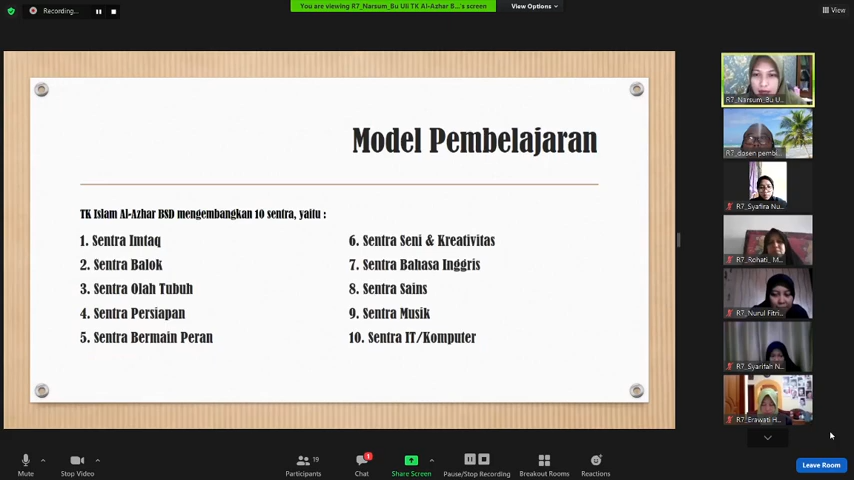 Recording...
You are viewing R7_Narsum_Bu Uli TK Al-Azhar B...'s screen
View Options
View
Model Pembelajaran
TK Islam Al-Azhar BSD mengembangkan 10 sentra, yaitu :
1. Sentra Imtaq
2. Sentra Balok
3. Sentra Olah Tubuh
4. Sentra Persiapan
5. Sentra Bermain Peran
6. Sentra Seni & Kreativitas
7. Sentra Bahasa Inggris
8. Sentra Sains
9. Sentra Musik
10. Sentra IT/Komputer
R7_Narsum_Bu U...
R7_dosen pembi...
R7_Syafira Nu...
R7_Rohati_ M...
R7_Nurul Fitri...
R7_Syarifah N...
R7_Erawati H...
Mute
Stop Video
Participants
19
Chat
1
Share Screen
Pause/Stop Recording
Breakout Rooms
Reactions
Leave Room